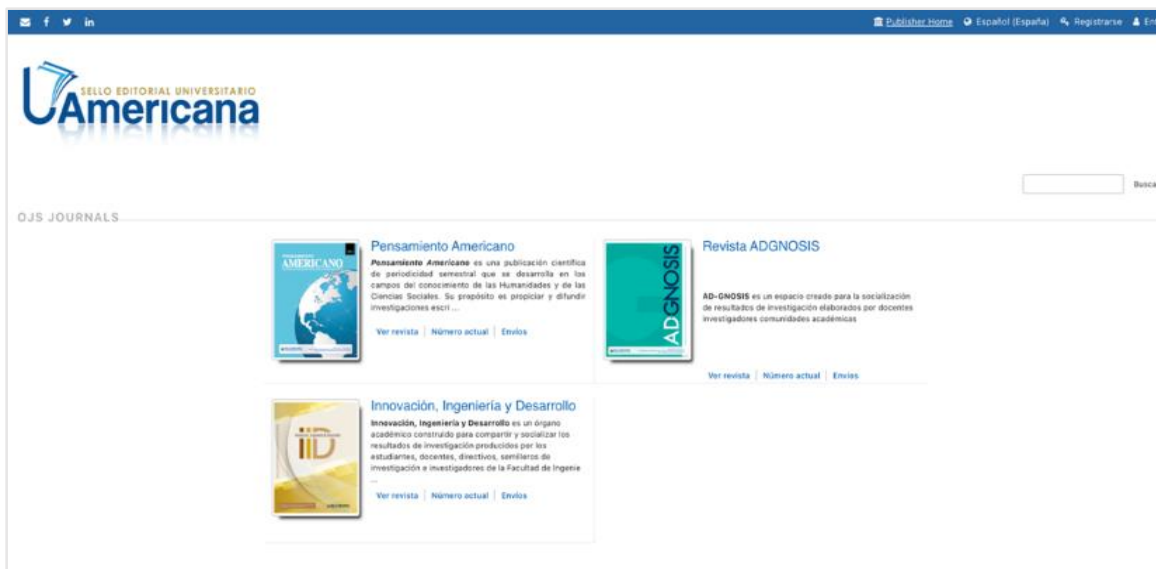 Publisher Home Español (España) Registrarse Ent
SELLO EDITORIAL UNIVERSITARIO
UAmericana
Busca
OJS JOURNALS
Pensamiento Americano
Pensamiento Americano es una publicación científica
de periodicidad semestral que se desarrolla en los
campos del conocimiento de las Humanidades y de las
Ciencias Sociales. Su propósito es propiciar y difundir
investigaciones escri ...
Ver revista Número actual Envíos
AMERICANO
Revista ADGNOSIS
AD-GNOSIS es un espacio creado para la socialización
de resultados de investigación elaborados por docentes
investigadores comunidades académicas
Ver revista Número actual Envíos
ADGNOSIS
Innovación, Ingeniería y Desarrollo
Innovación, Ingeniería y Desarrollo es un órgano
académico construido para compartir y socializar los
resultados de investigación producidos por los
estudiantes, docentes, directivos, semilleros de
investigación e investigadores de la Facultad de Ingenie
...
Ver revista Número actual Envíos
iiD